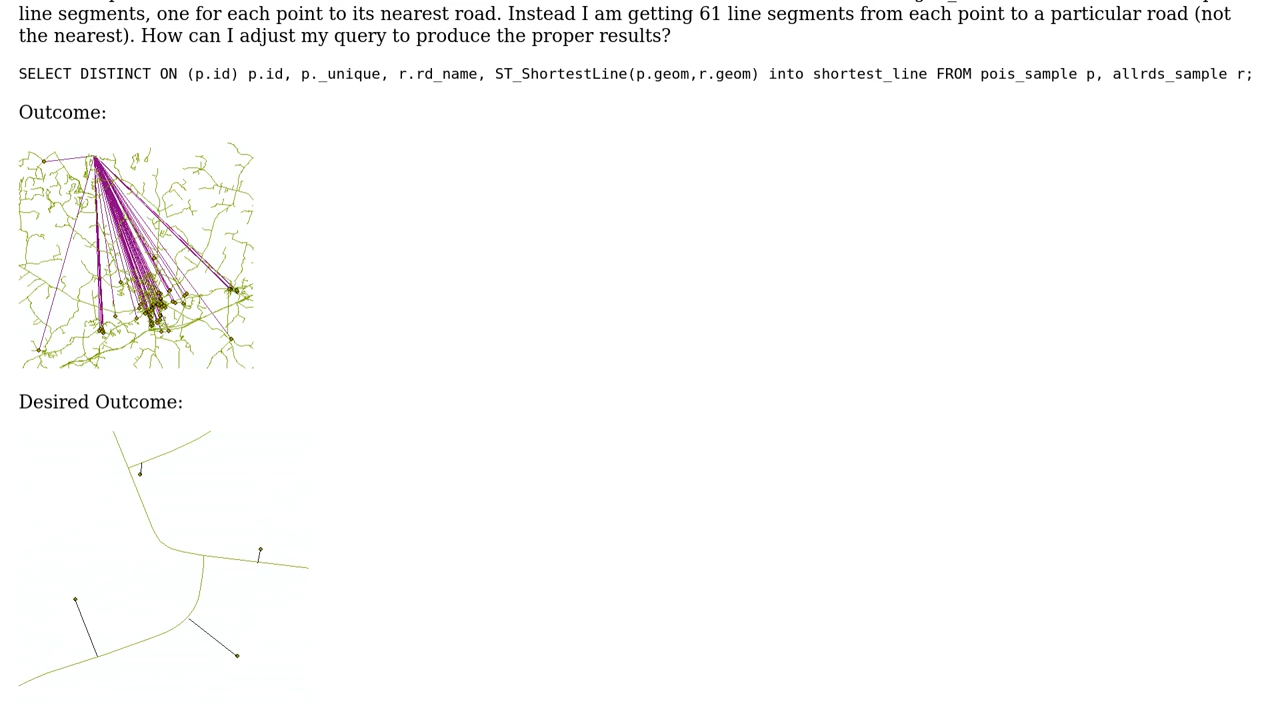 line segments, one for each point to its nearest road. Instead I am getting 61 line segments from each point to a particular road (not
the nearest). How can I adjust my query to produce the proper results?
SELECT DISTINCT ON (p.id) p.id, p._unique, r.rd_name, ST_ShortestLine(p.geom,r.geom) into shortest_line FROM pois_sample p, allrds_sample r;
Outcome:
Desired Outcome: